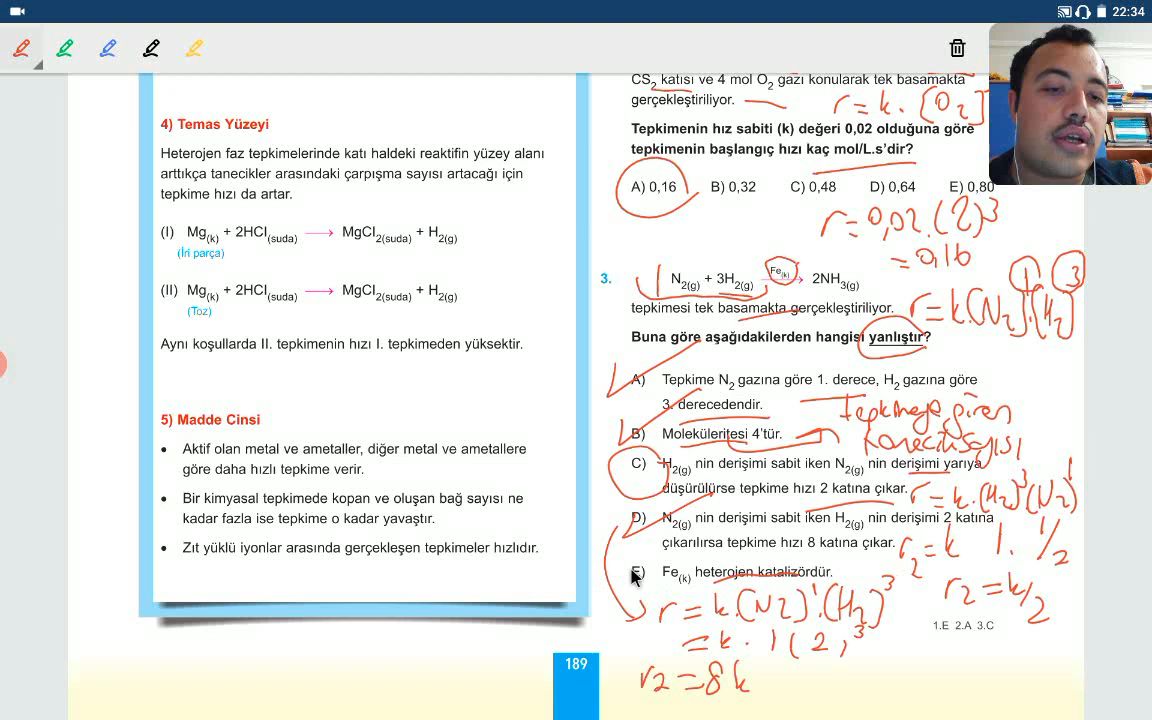 22:34
4) Temas Yüzeyi
Heterojen faz tepkimelerinde katı haldeki reaktifin yüzey alanı
arttıkça tanecikler arasındaki çarpışma sayısı artacağı için
tepkime hızı da artar.
(I) Mg(k) + 2HCl(suda) ⟶ MgCl2(suda) + H2(g)
(İri parça)
(II) Mg(k) + 2HCl(suda) ⟶ MgCl2(suda) + H2(g)
(Toz)
Aynı koşullarda II. tepkimenin hızı I. tepkimeden yüksektir.
5) Madde Cinsi
• Aktif olan metal ve ametaller, diğer metal ve ametallere
göre daha hızlı tepkime verir.
• Bir kimyasal tepkimede kopan ve oluşan bağ sayısı ne
kadar fazla ise tepkime o kadar yavaştır.
• Zıt yüklü iyonlar arasında gerçekleşen tepkimeler hızlıdır.
189
CS2 katısı ve 4 mol O2 gazı konularak tek basamakta
gerçekleştiriliyor.
r = k . [O2]
Tepkimenin hız sabiti (k) değeri 0,02 olduğuna göre
tepkimenin başlangıç hızı kaç mol/L.s'dir?
A) 0,16 B) 0,32 C) 0,48 D) 0,64 E) 0,80
r = 0,02 . (2)3
= 0,16
3. 1 N2(g) + 3H2(g) Fe(k) ⟶ 2NH3(g)
tepkimesi tek basamakta gerçekleştiriliyor.
r = k.(N2)1.(H2)3
Buna göre aşağıdakilerden hangisi yanlıştır?
A) Tepkime N2 gazına göre 1. derece, H2 gazına göre
3. derecedendir.
tepkimeye giren
B) Moleküleritesi 4'tür.
tanecik sayısı
C) H2(g) nin derişimi sabit iken N2(g) nin derişimi yarıya
düşürülürse tepkime hızı 2 katına çıkar.
r = k.(H2)3(N2)1
D) N2(g) nin derişimi sabit iken H2(g) nin derişimi 2 katına
çıkarılırsa tepkime hızı 8 katına çıkar.
r2 = k 1. 1/2
E) Fe(k) heterojen katalizördür.
r2 = k/2
r = k.(N2)1.(H2)3
= k . 1 (2)3
r2 = 8k
1.E 2.A 3.C